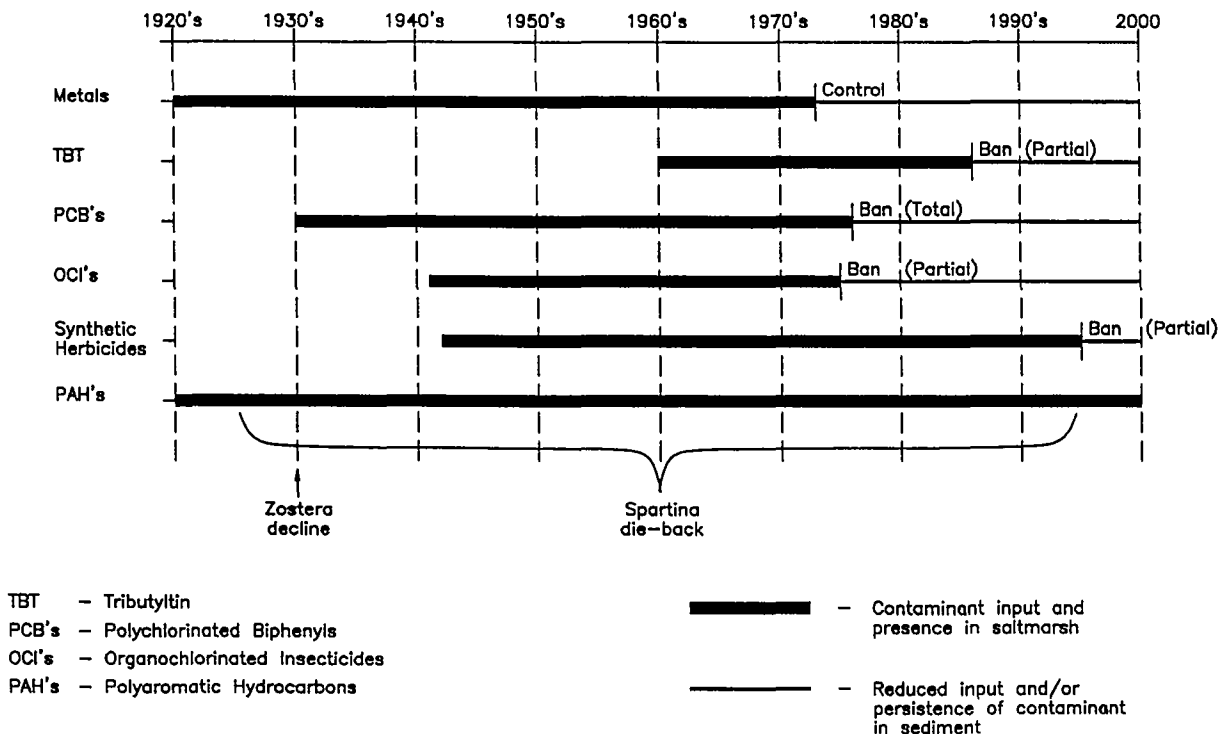 1920's 1930's 1940's 1950's 1960's 1970's 1980's 1990's 2000
Metals Control
TBT Ban (Partial)
PCB's Ban (Total)
OCI's Ban (Partial)
Synthetic
Herbicides Ban (Partial)
PAH's
Zostera
decline
Spartina
die-back
TBT – Tributyltin
PCB's – Polychlorinated Biphenyls
OCI's – Organochlorinated Insecticides
PAH's – Polyaromatic Hydrocarbons
– Contaminant input and
presence in saltmarsh
– Reduced input and/or
persistence of contaminant
in sediment